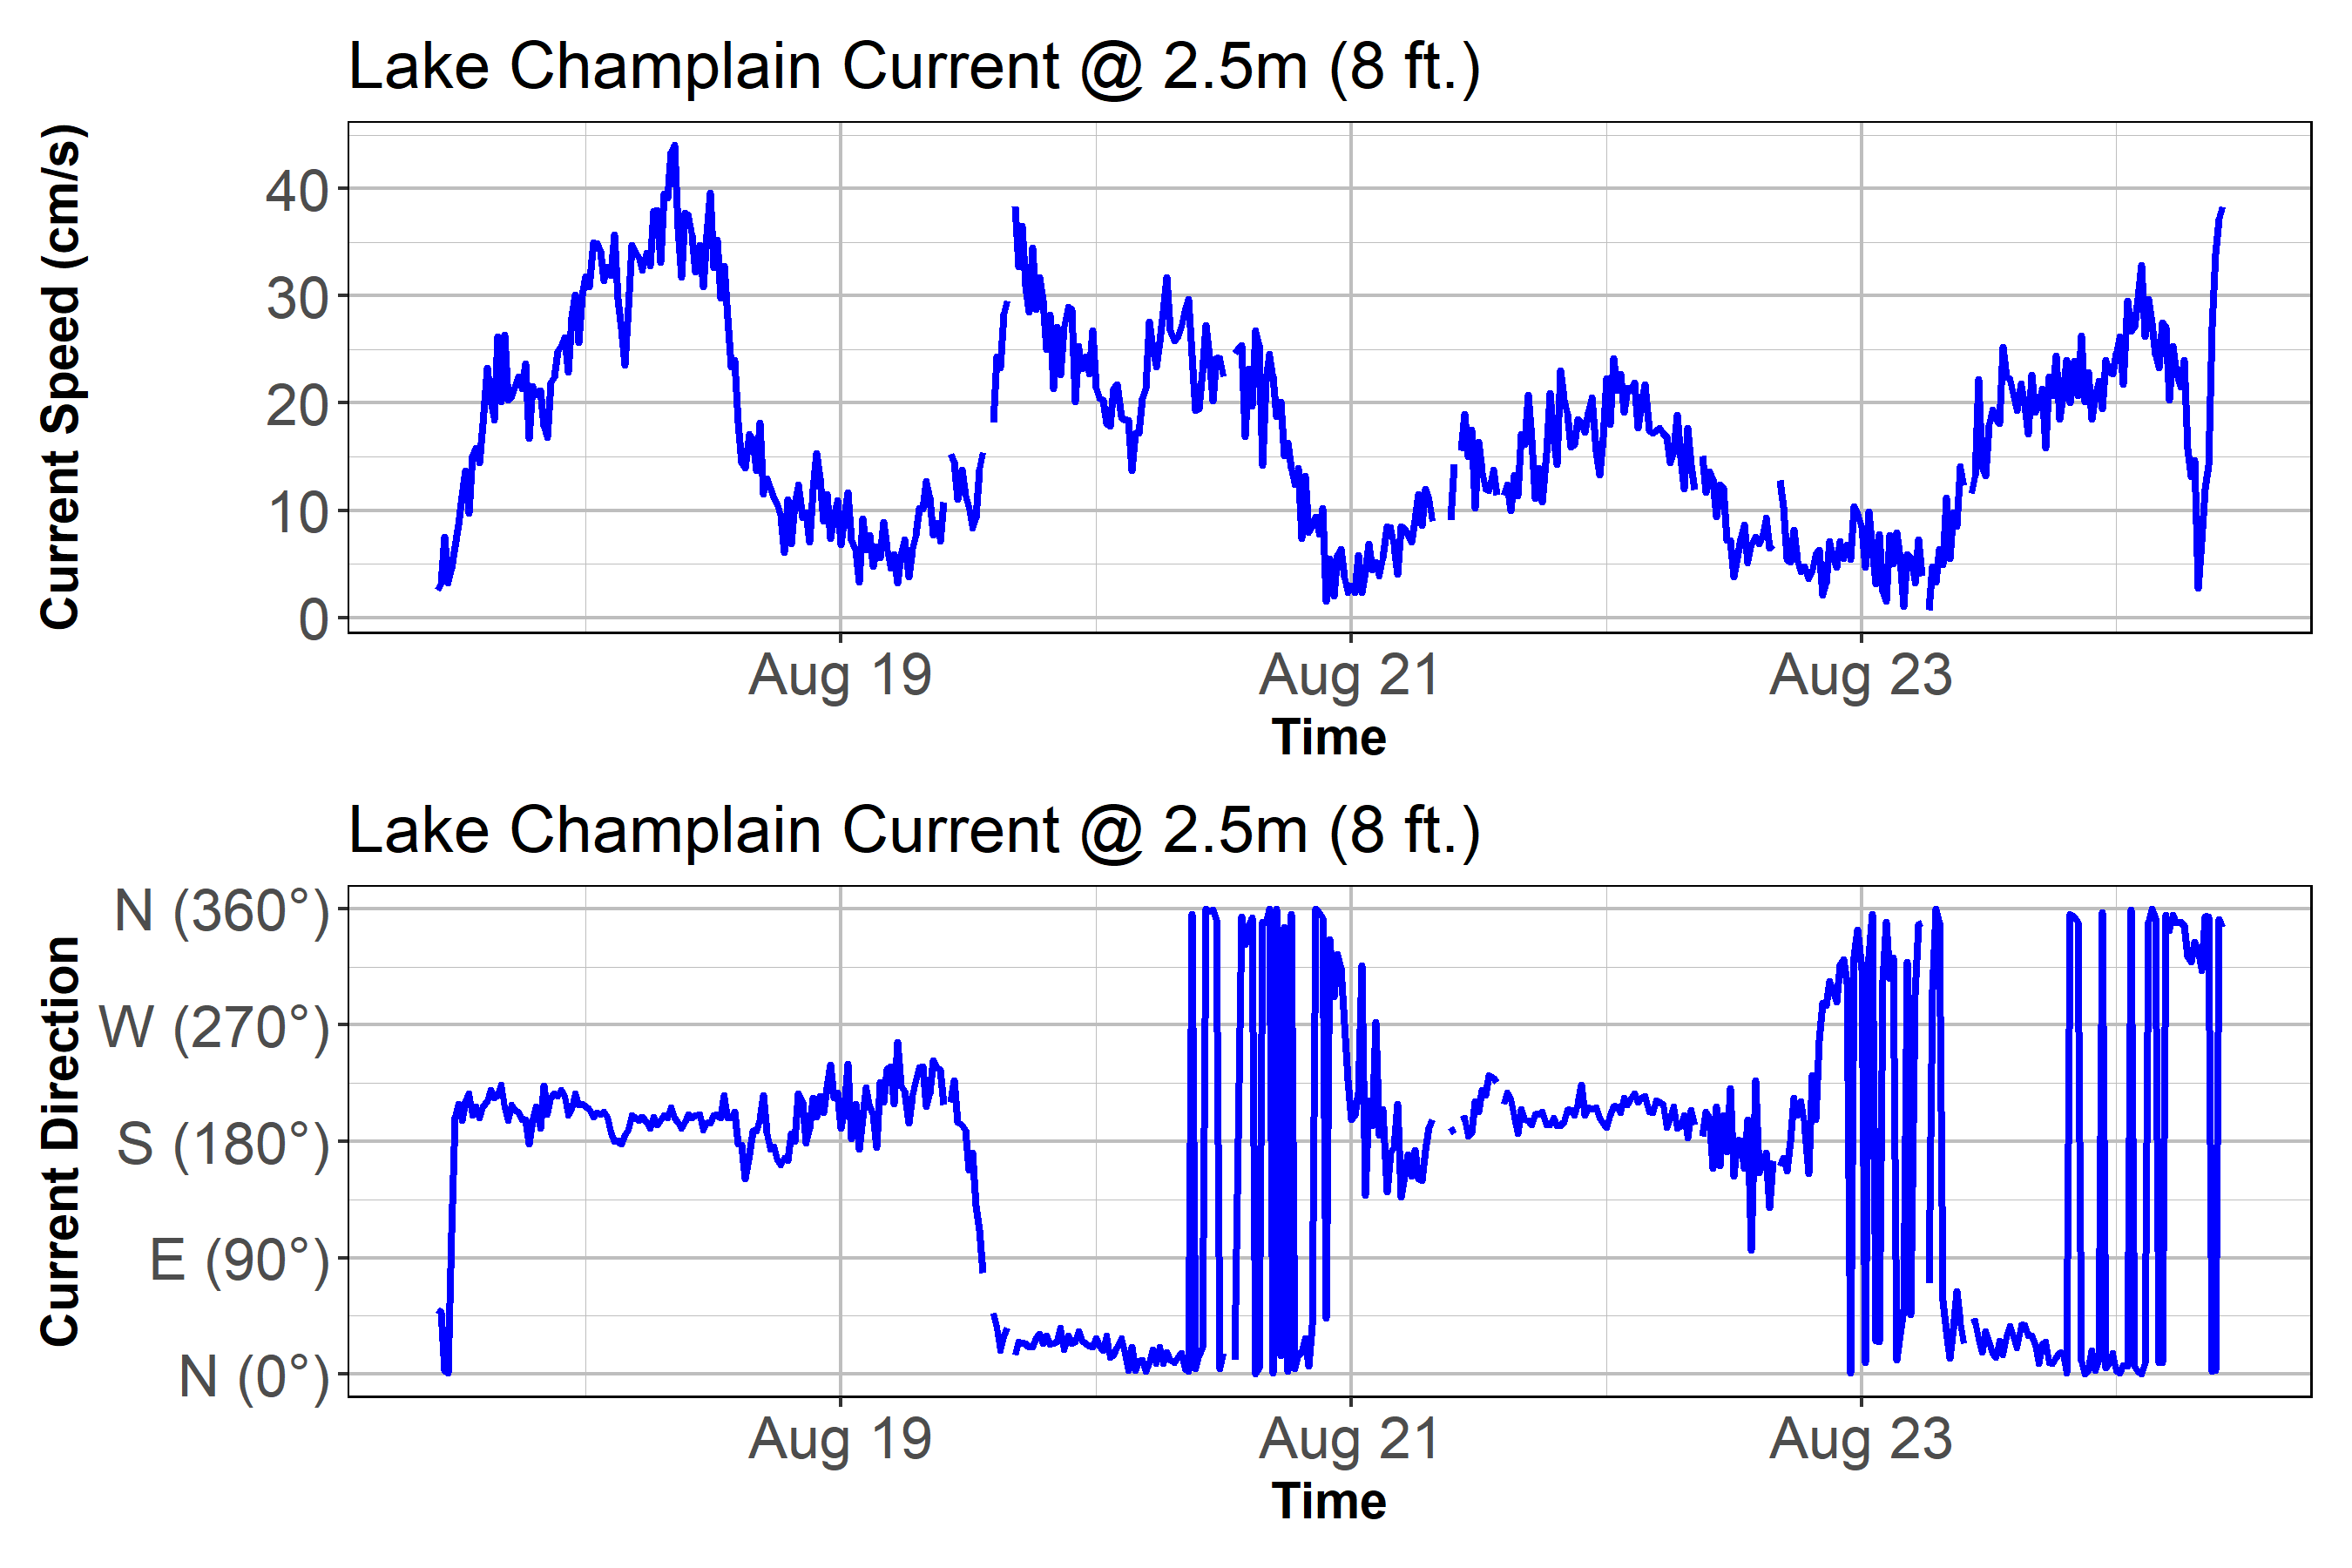 Lake Champlain Current @ 2.5m (8 ft.)
Current Speed (cm/s)
40
30
20
10
0
Aug 19 Aug 21 Aug 23
Time
Lake Champlain Current @ 2.5m (8 ft.)
Current Direction
N (360°)
W (270°)
S (180°)
E (90°)
N (0°)
Aug 19 Aug 21 Aug 23
Time